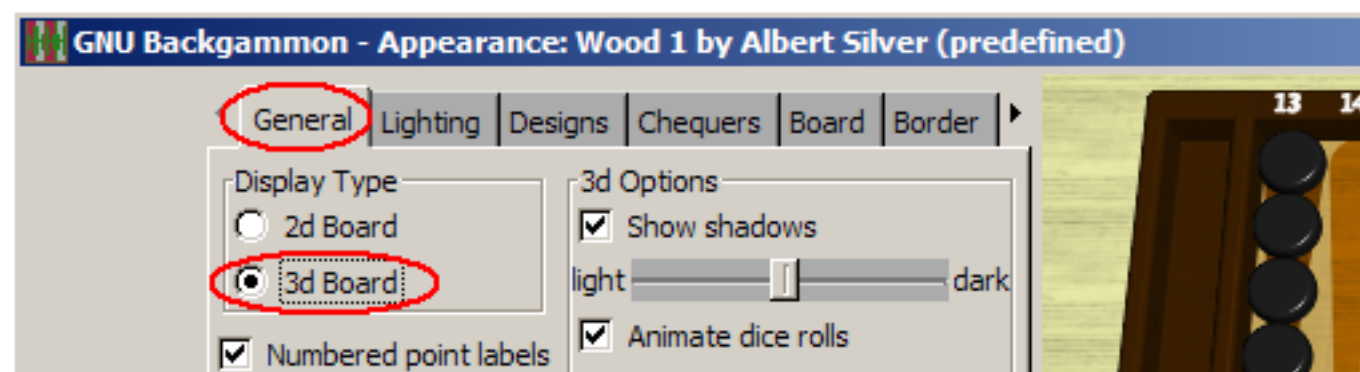 GNU Backgammon - Appearance: Wood 1 by Albert Silver (predefined)
General Lighting Designs Chequers Board Border
Display Type
2d Board
3d Board
Numbered point labels
3d Options
Show shadows
light dark
Animate dice rolls
13 14